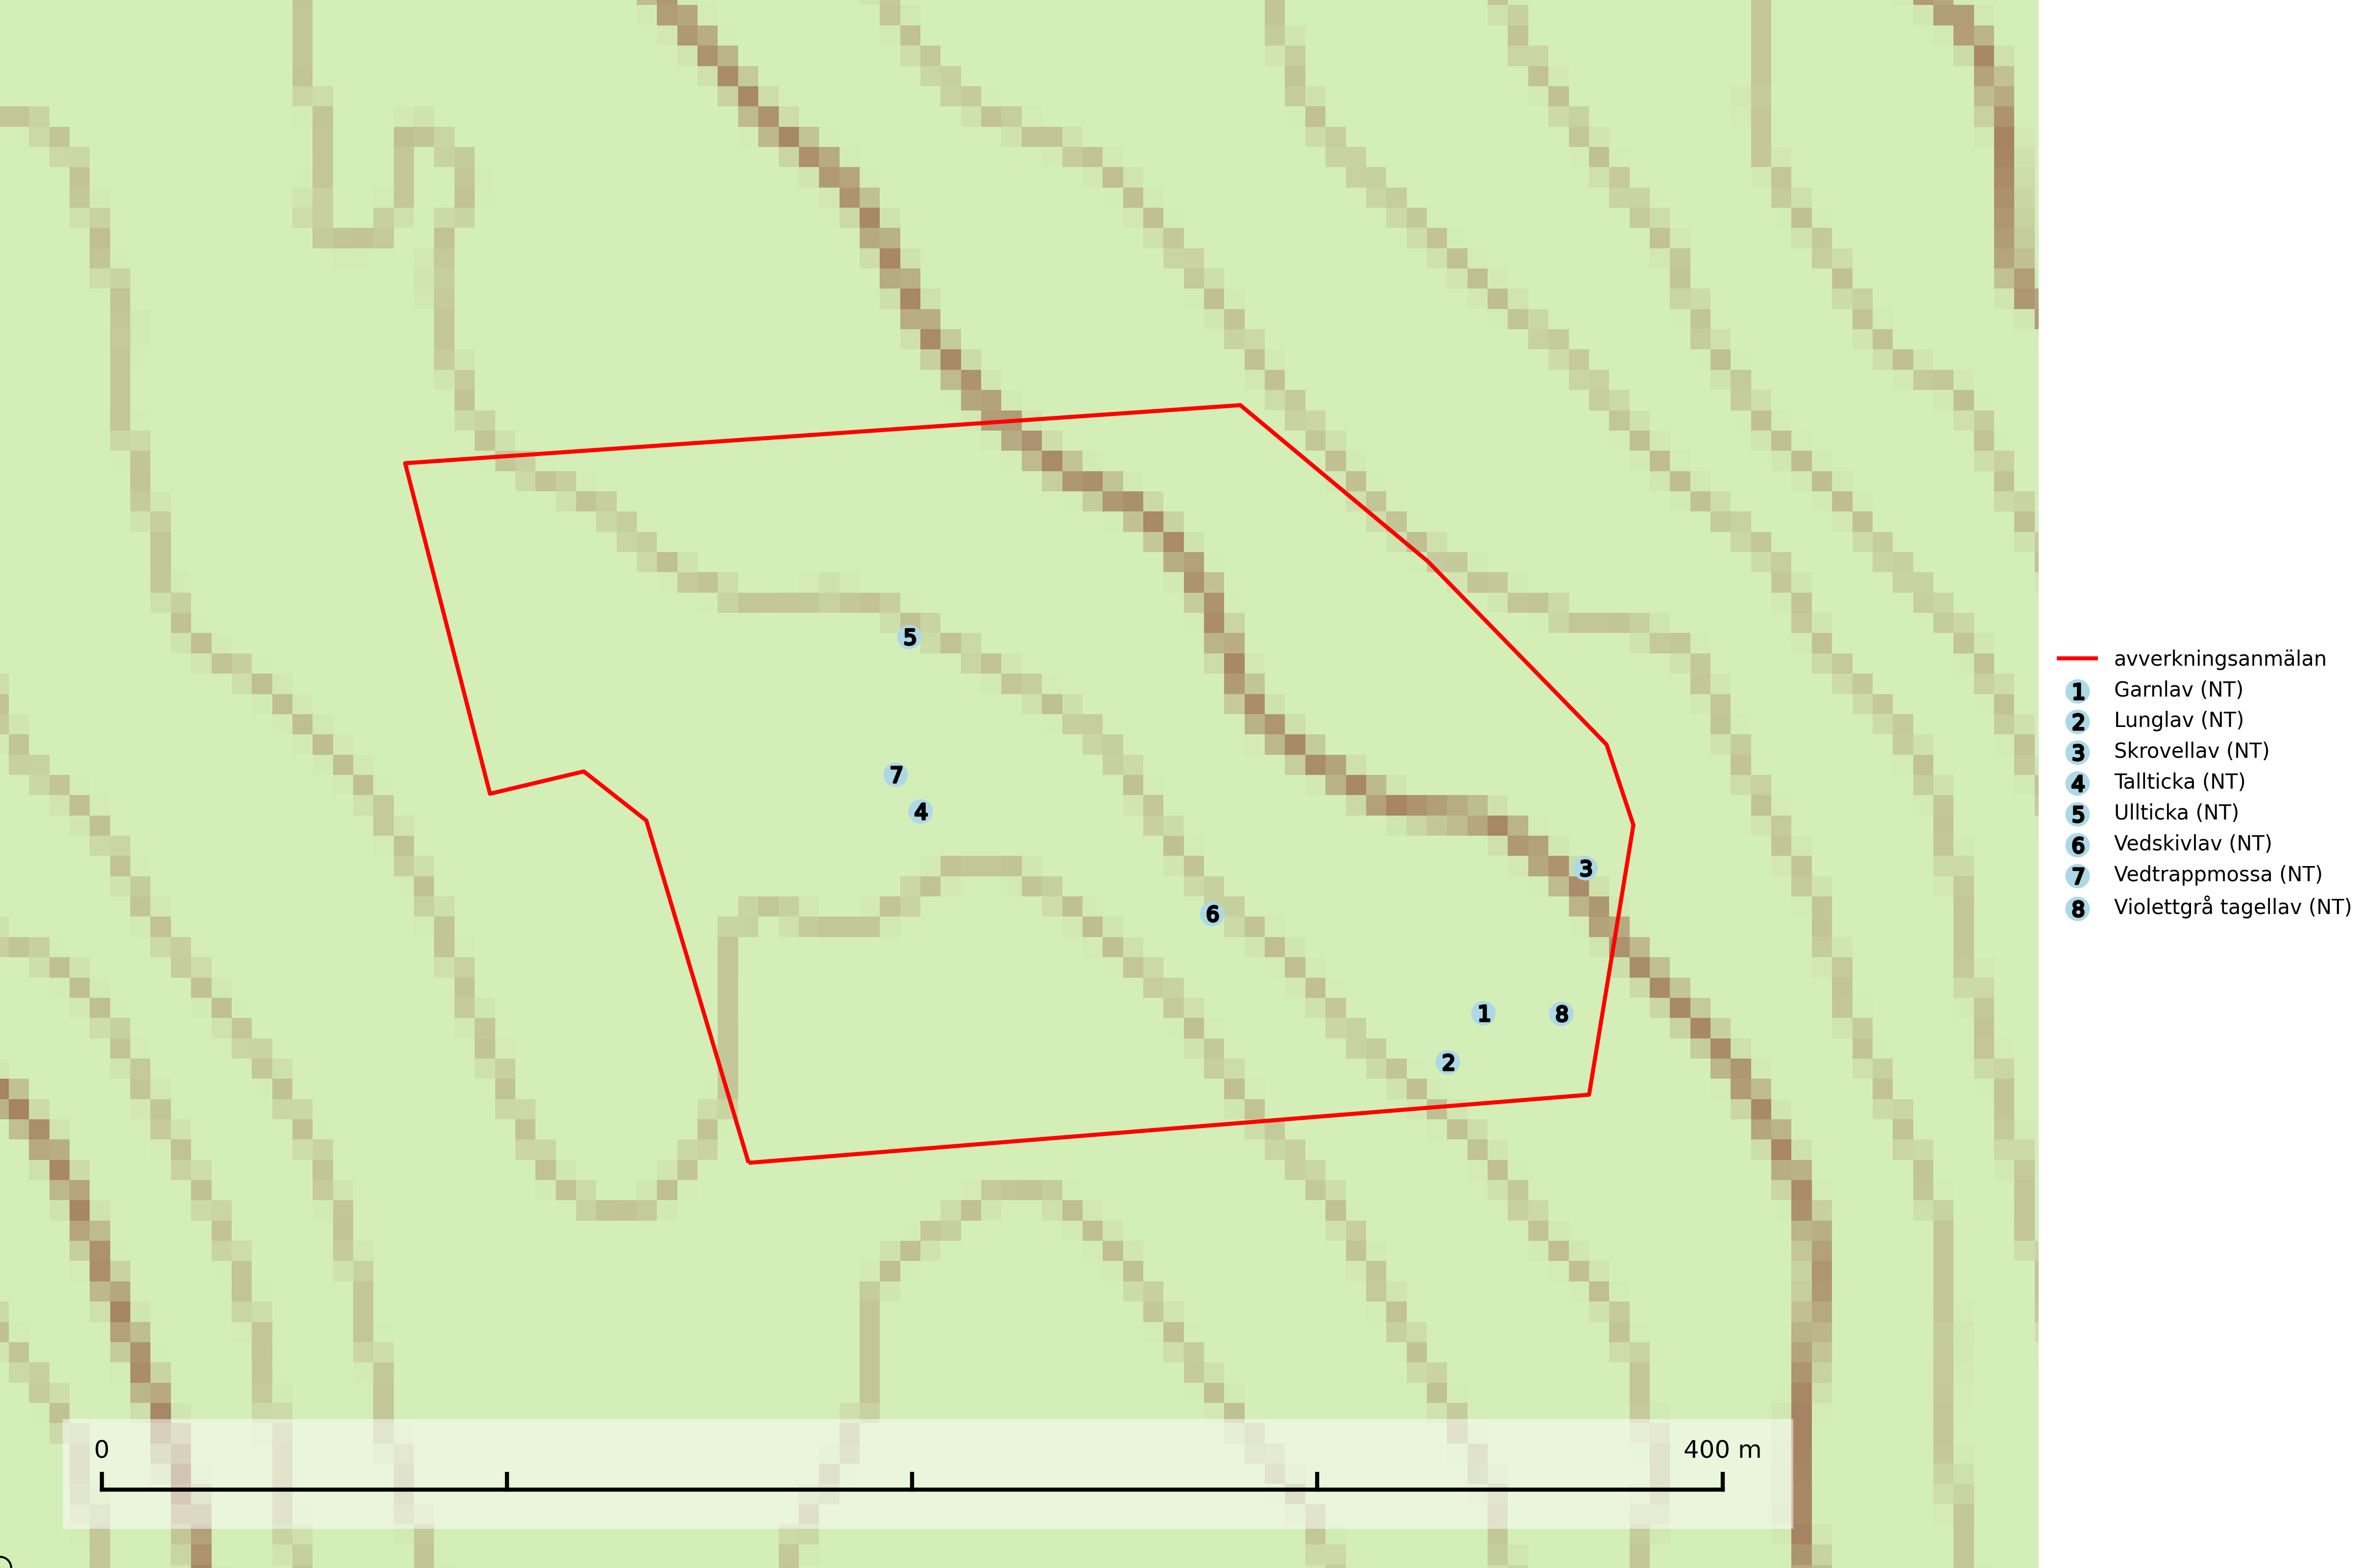 5
7
4
3
6
1
8
2
avverkningsanmälan
1 Garnlav (NT)
2 Lunglav (NT)
3 Skrovellav (NT)
4 Tallticka (NT)
5 Ullticka (NT)
6 Vedskivlav (NT)
7 Vedtrappmossa (NT)
8 Violettgrå tagellav (NT)
0 400 m